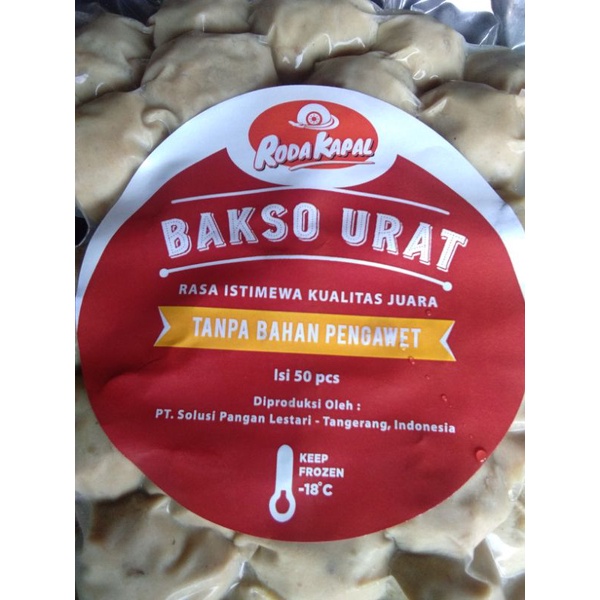 RODA KAPAL
BAKSO URAT
RASA ISTIMEWA KUALITAS JUARA
TANPA BAHAN PENGAWET
Isi 50 pcs
Diproduksi Oleh :
PT. Solusi Pangan Lestari - Tangerang, Indonesia
KEEP
FROZEN
-18°C